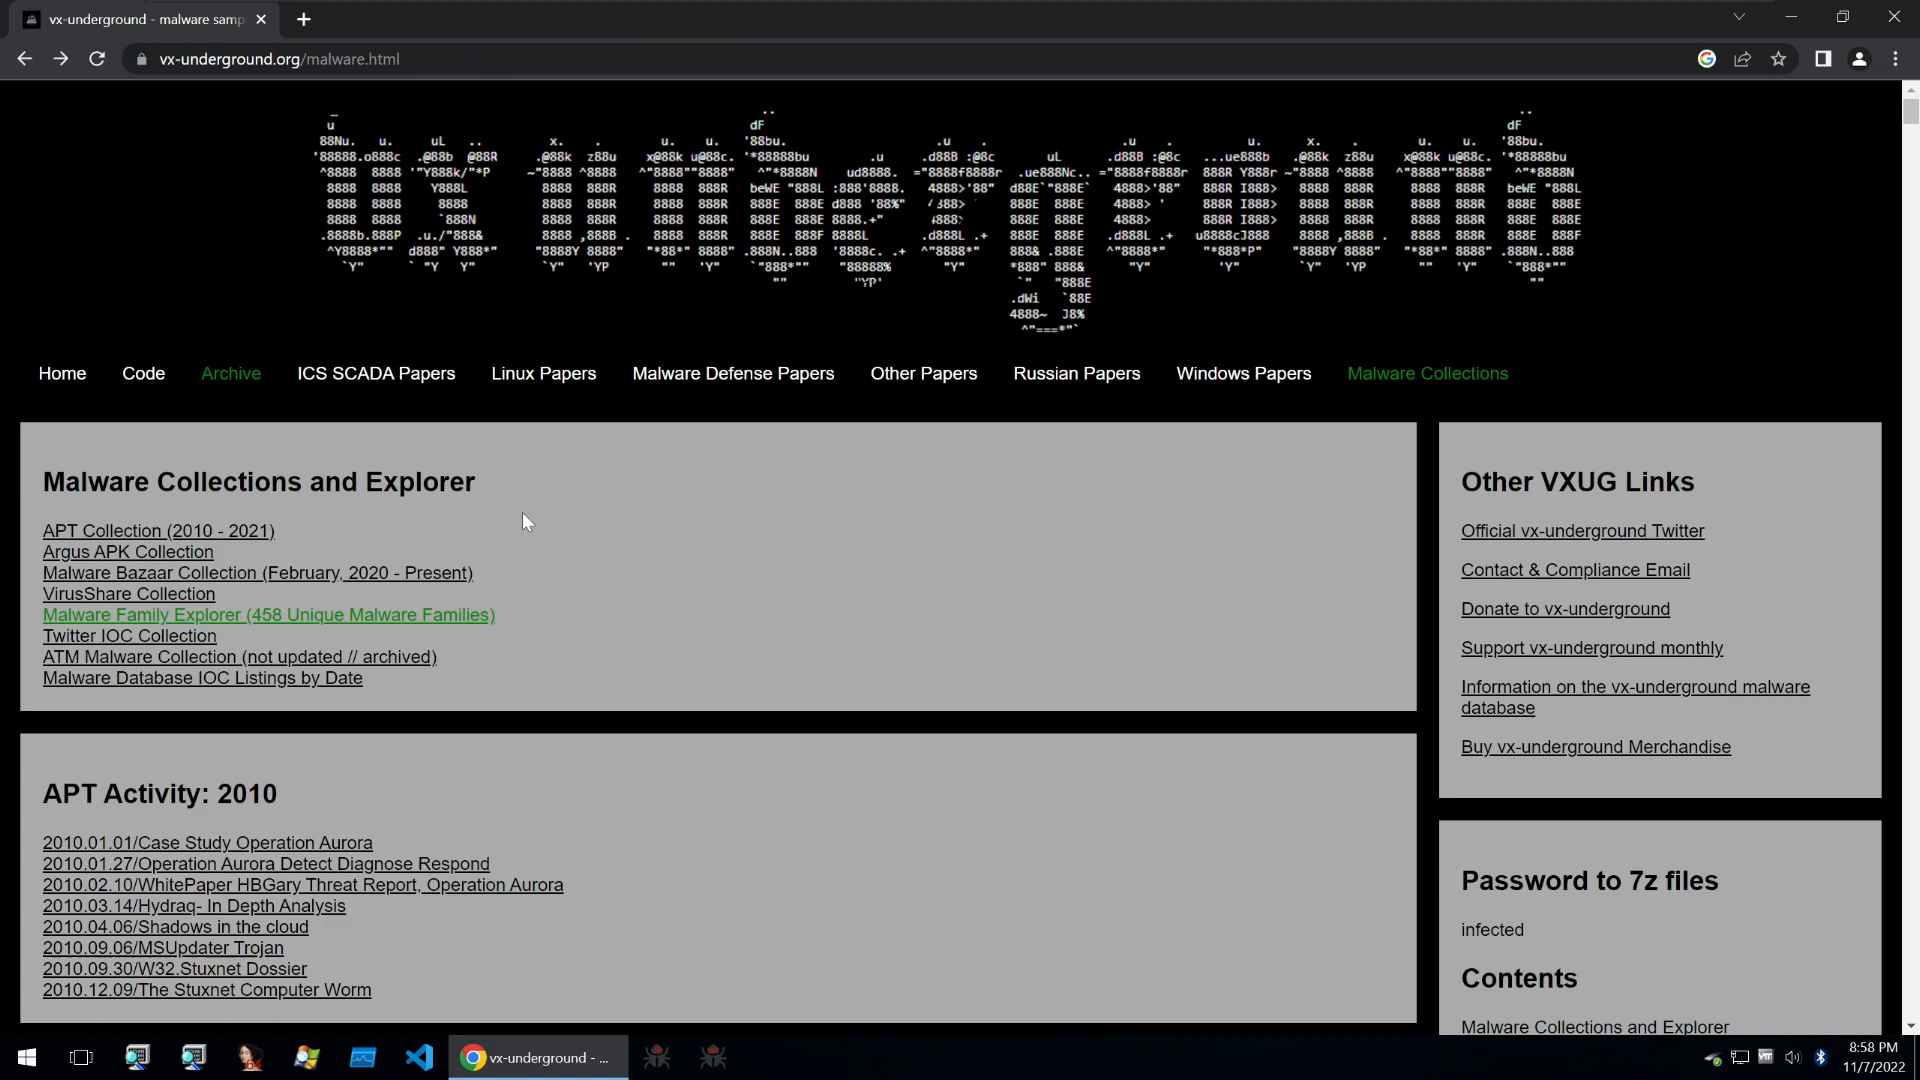 vx-underground - malware samp
vx-underground.org/malware.html
Home Code Archive ICS SCADA Papers Linux Papers Malware Defense Papers Other Papers Russian Papers Windows Papers Malware Collections
Malware Collections and Explorer
APT Collection (2010 - 2021)
Argus APK Collection
Malware Bazaar Collection (February, 2020 - Present)
VirusShare Collection
Malware Family Explorer (458 Unique Malware Families)
Twitter IOC Collection
ATM Malware Collection (not updated // archived)
Malware Database IOC Listings by Date
APT Activity: 2010
2010.01.01/Case Study Operation Aurora
2010.01.27/Operation Aurora Detect Diagnose Respond
2010.02.10/WhitePaper HBGary Threat Report, Operation Aurora
2010.03.14/Hydraq- In Depth Analysis
2010.04.06/Shadows in the cloud
2010.09.06/MSUpdater Trojan
2010.09.30/W32.Stuxnet Dossier
2010.12.09/The Stuxnet Computer Worm
Other VXUG Links
Official vx-underground Twitter
Contact & Compliance Email
Donate to vx-underground
Support vx-underground monthly
Information on the vx-underground malware
database
Buy vx-underground Merchandise
Password to 7z files
infected
Contents
Malware Collections and Explorer
vx-underground - ...
8:58 PM
11/7/2022